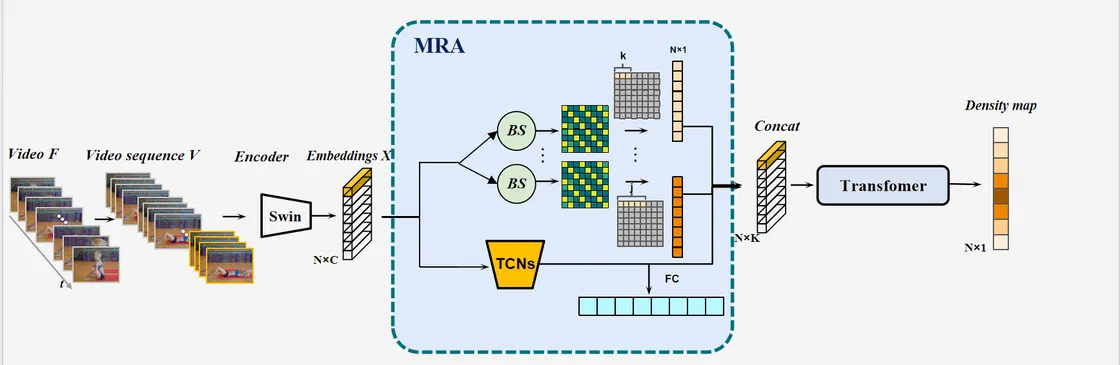 MRA
N×1
k
Density map
Concat
Video F
Video sequence V
Encoder
Embeddings X
BS
BS
Swin
Transfomer
TCNs
N×K
N×1
N×C
FC
t